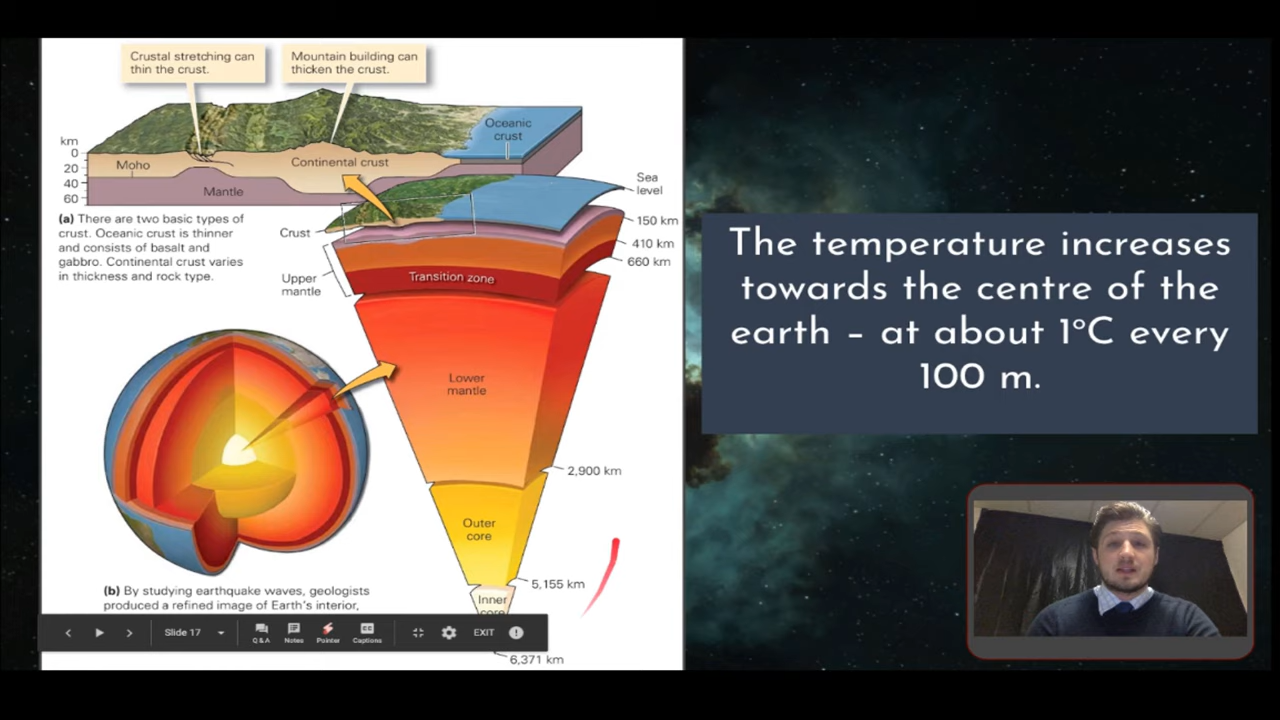 Crustal stretching can
thin the crust.
Mountain building can
thicken the crust.
Oceanic
crust
km
0
20
40
60
Moho
Continental crust
Mantle
Sea
level
(a) There are two basic types of
crust. Oceanic crust is thinner
and consists of basalt and
gabbro. Continental crust varies
in thickness and rock type.
Crust
150 km
410 km
660 km
Upper
mantle
Transition zone
Lower
mantle
2,900 km
Outer
core
5,155 km
Inner
core
6,371 km
(b) By studying earthquake waves, geologists
produced a refined image of Earth's interior,
Slide 17
Q & A
Notes
Pointer
Captions
EXIT
The temperature increases
towards the centre of the
earth – at about 1°C every
100 m.